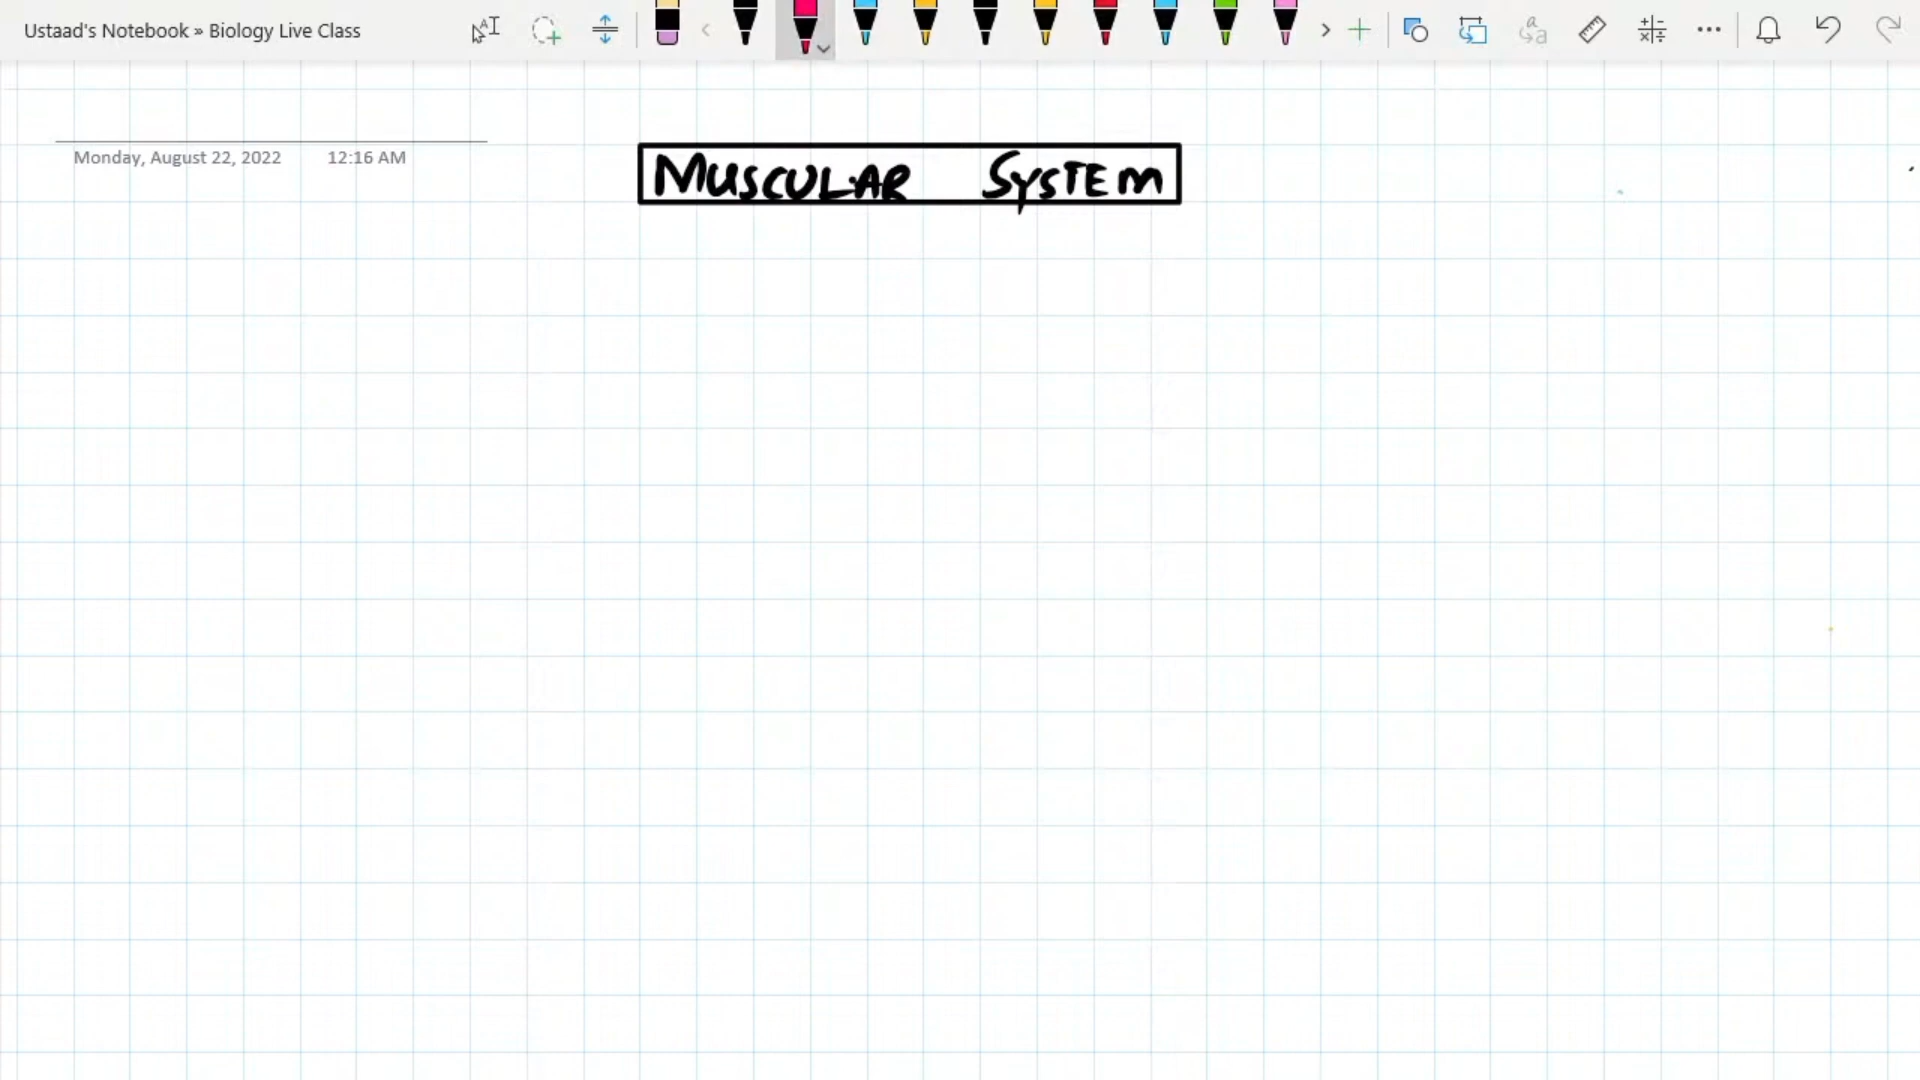 Ustaad's Notebook » Biology Live Class
Monday, August 22, 2022 12:16 AM
MUSCULAR SYSTEM